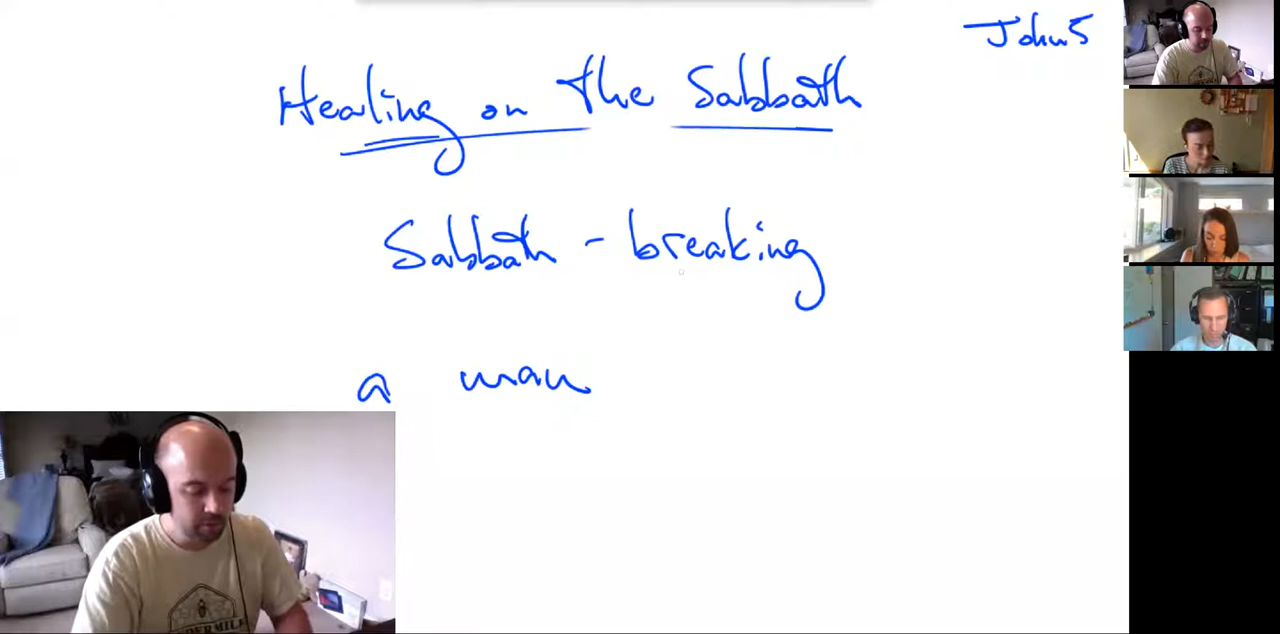 John 5
Healing on the Sabbath
Sabbath - breaking
a man